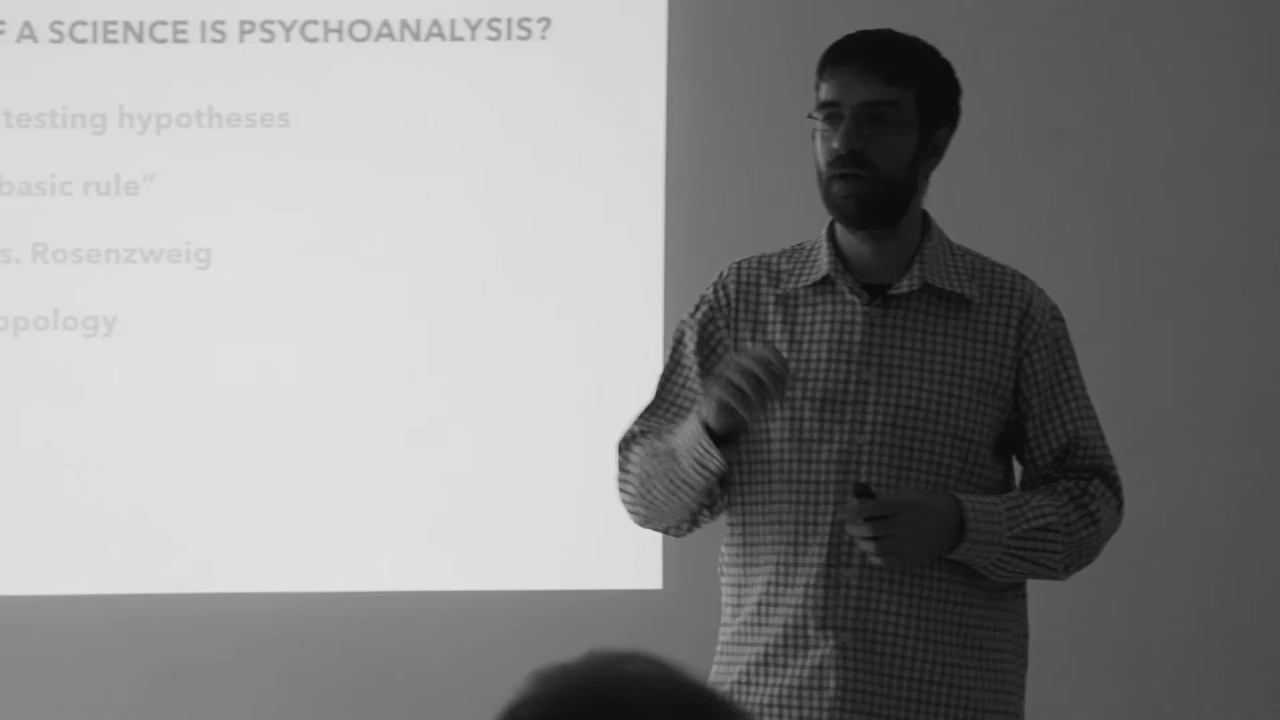 A SCIENCE IS PSYCHOANALYSIS?
testing hypotheses
basic rule”
s. Rosenzweig
opology